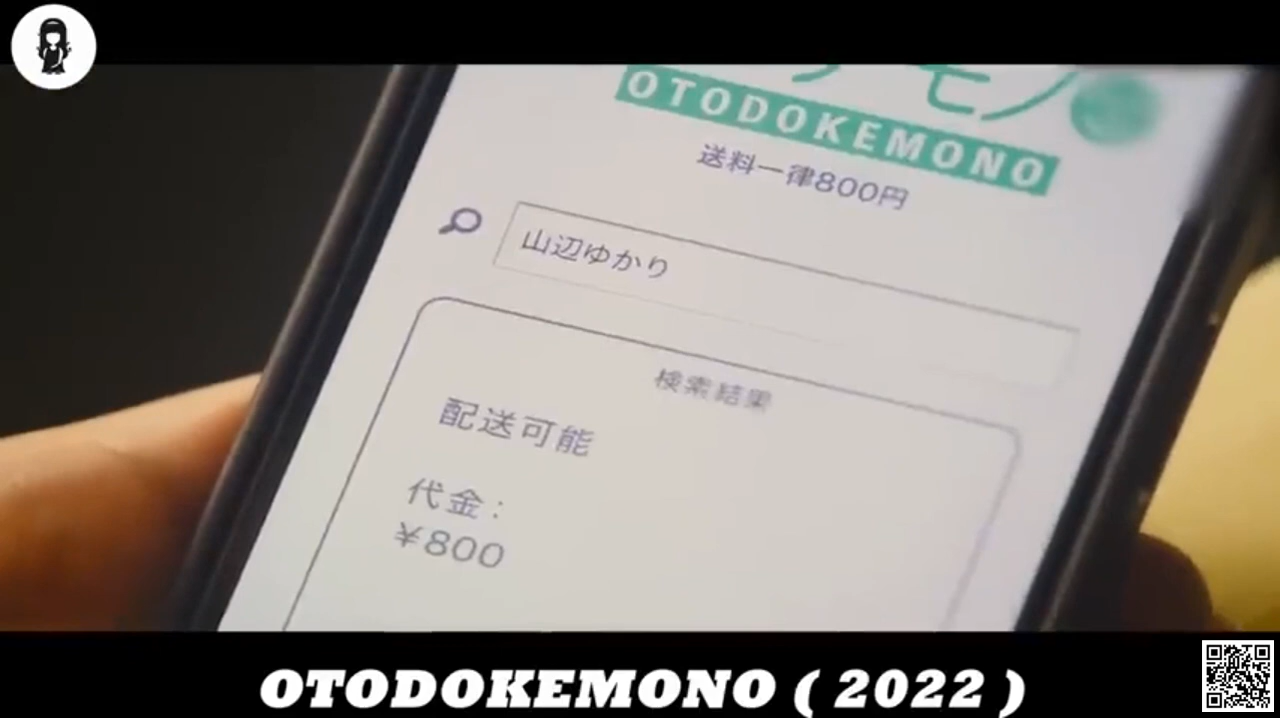 OTODOKEMONO
送料一律800円
山辺ゆかり
検索結果
配送可能
代金:
¥800
OTODOKEMONO ( 2022 )